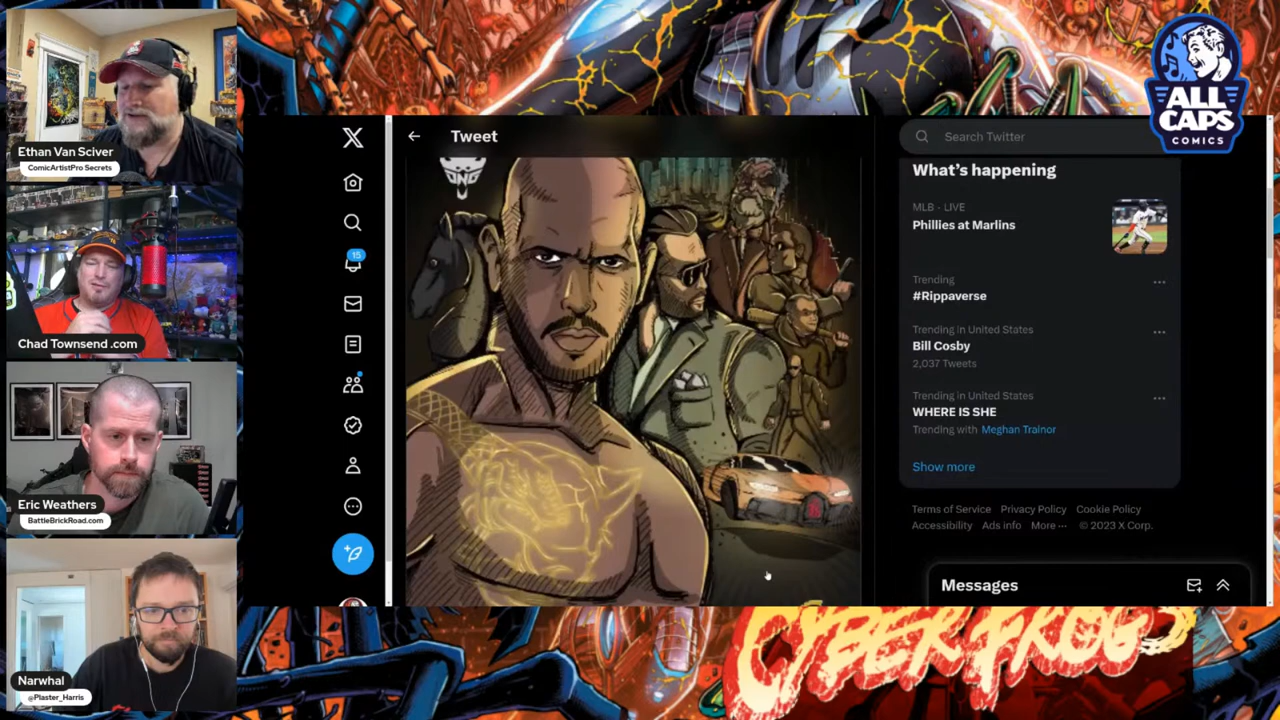 Ethan Van Sciver
ComicArtistPro Secrets
Chad Townsend .com
Eric Weathers
BattleBrickRoad.com
Narwhal
@Plaster_Harris
15
Tweet
Search Twitter
What's happening
MLB · LIVE
Phillies at Marlins
Trending
#Rippaverse
Trending in United States
Bill Cosby
2,037 Tweets
Trending in United States
WHERE IS SHE
Trending with Meghan Trainor
Show more
Terms of Service Privacy Policy Cookie Policy
Accessibility Ads info More ··· © 2023 X Corp.
Messages
ALL
CAPS
COMICS
CYBERFROG